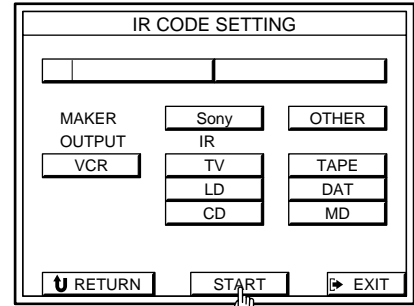 IR CODE SETTING
MAKER Sony OTHER
OUTPUT IR
VCR TV TAPE
LD DAT
CD MD
RETURN START EXIT